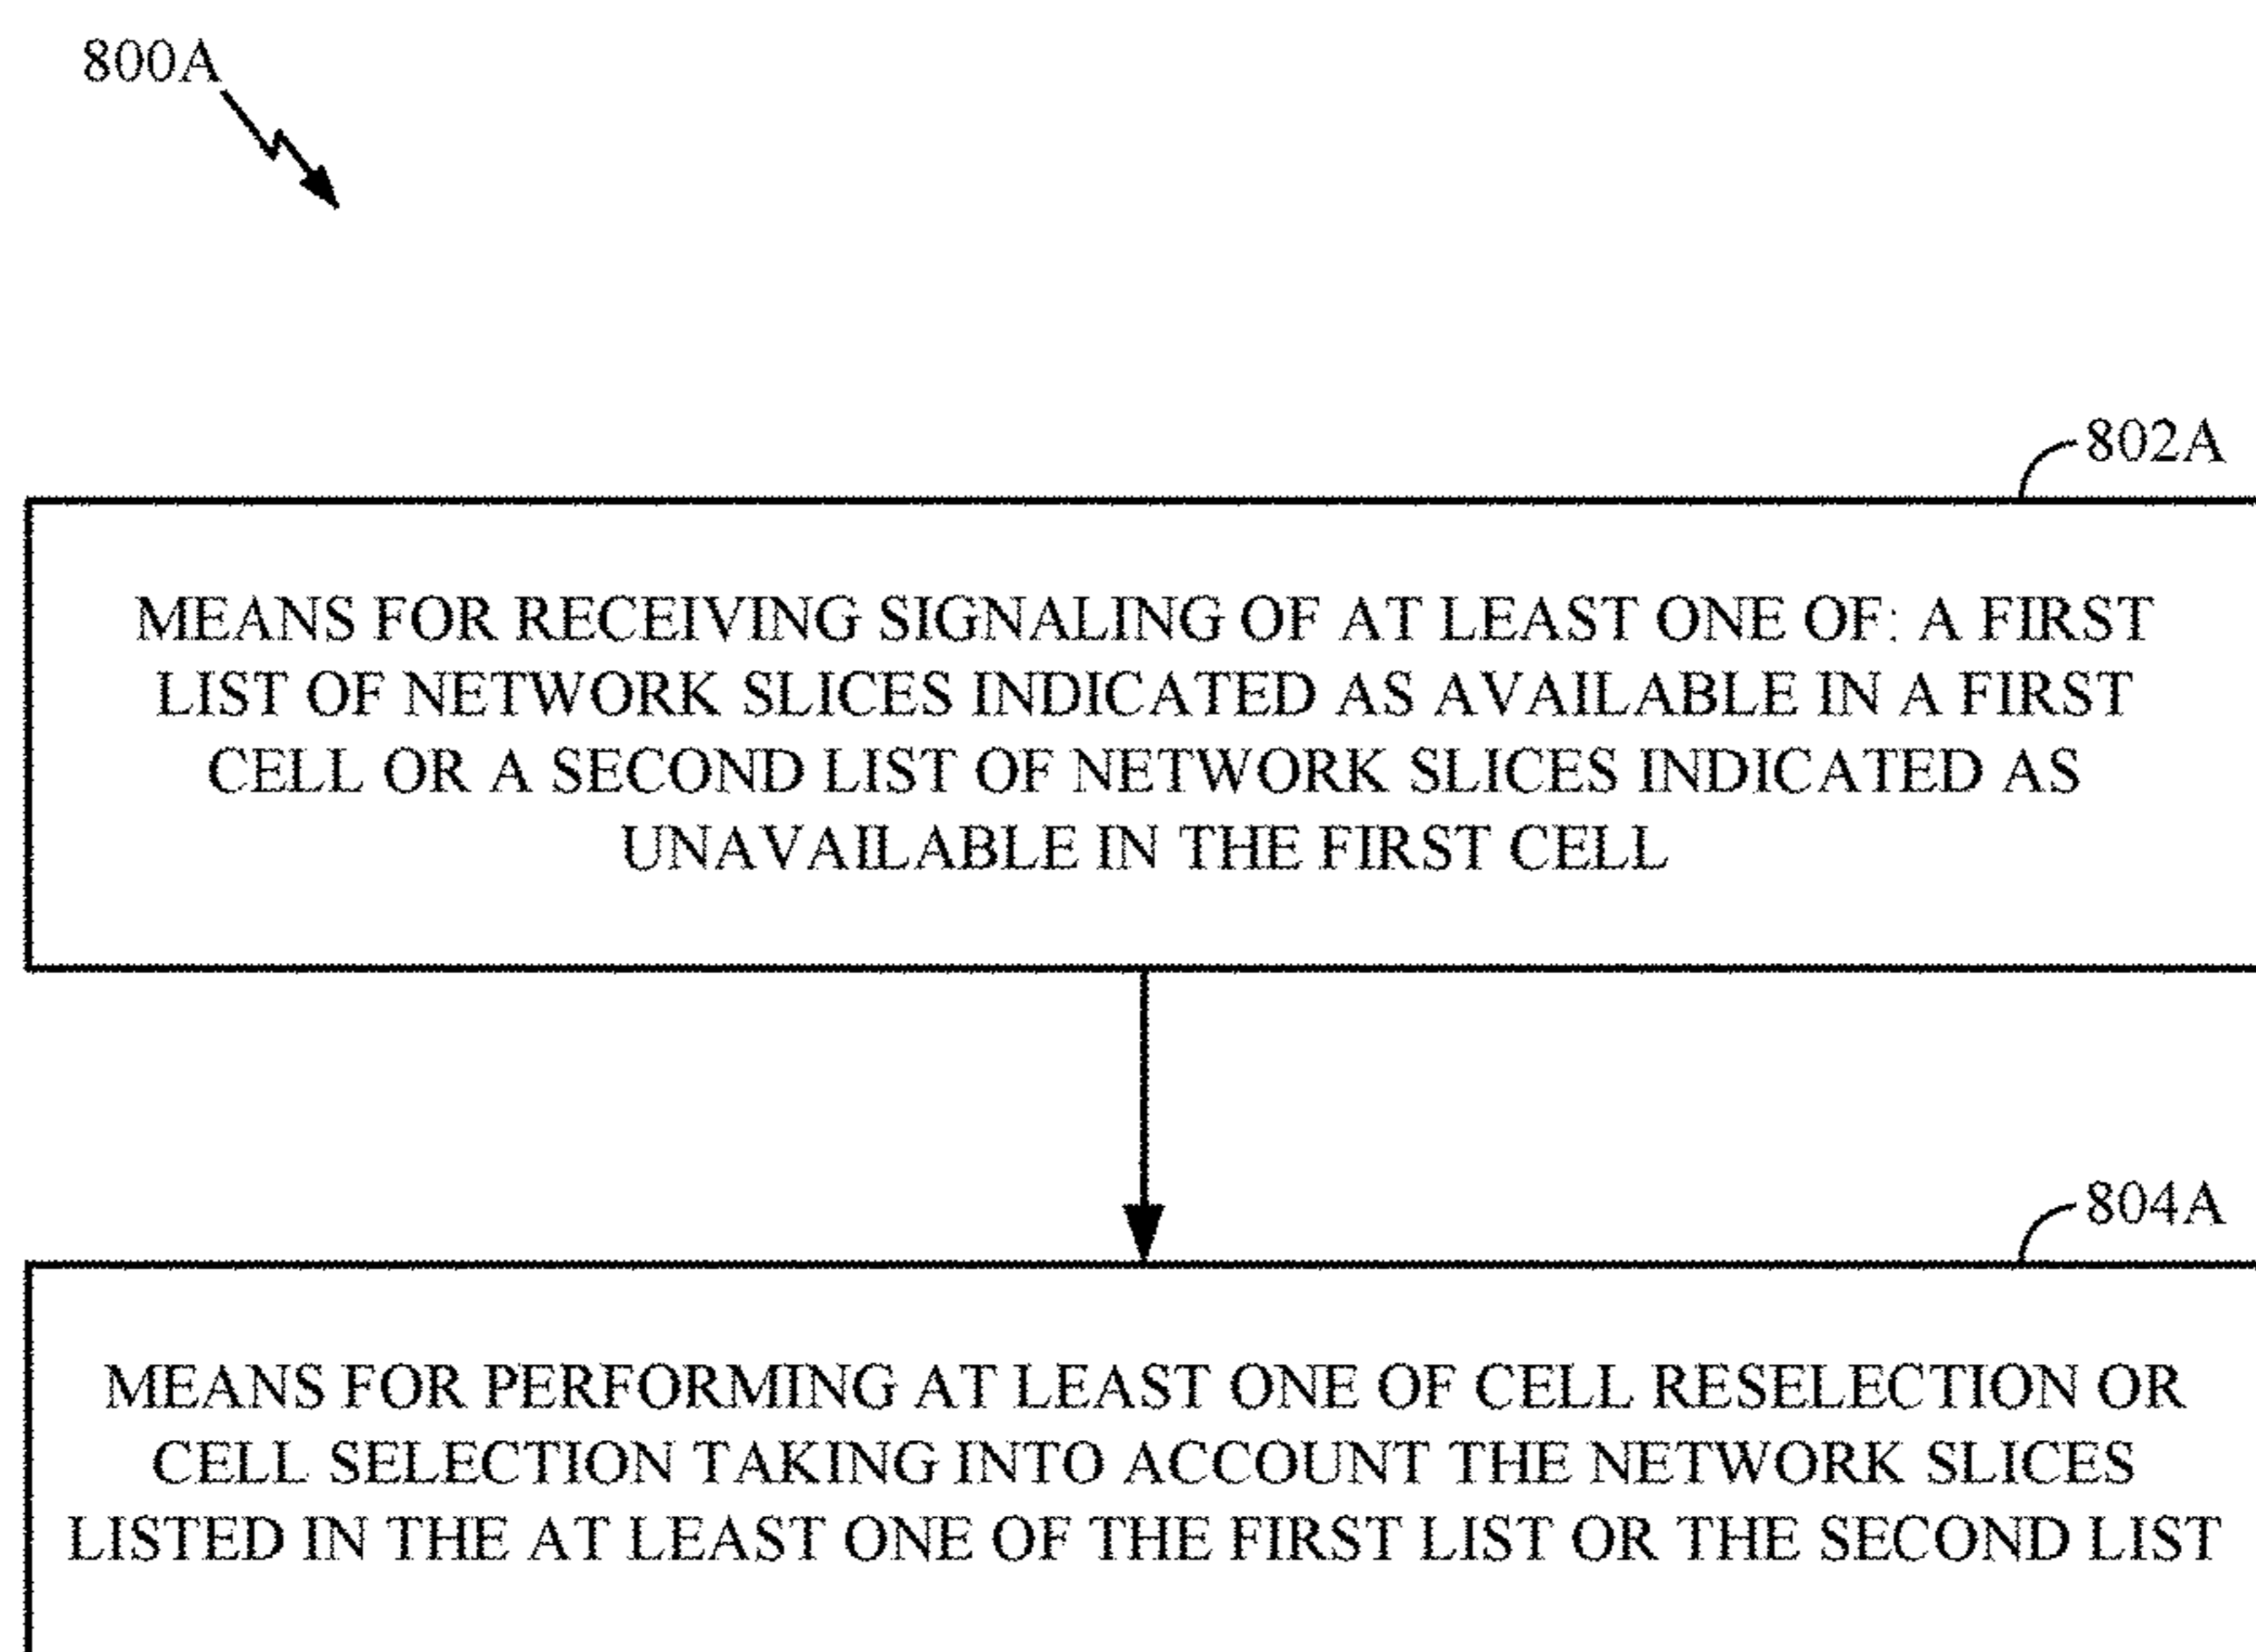 800A
802A
MEANS FOR RECEIVING SIGNALING OF AT LEAST ONE OF: A FIRST
LIST OF NETWORK SLICES INDICATED AS AVAILABLE IN A FIRST
CELL OR A SECOND LIST OF NETWORK SLICES INDICATED AS
UNAVAILABLE IN THE FIRST CELL
804A
MEANS FOR PERFORMING AT LEAST ONE OF CELL RESELECTION OR
CELL SELECTION TAKING INTO ACCOUNT THE NETWORK SLICES
LISTED IN THE AT LEAST ONE OF THE FIRST LIST OR THE SECOND LIST